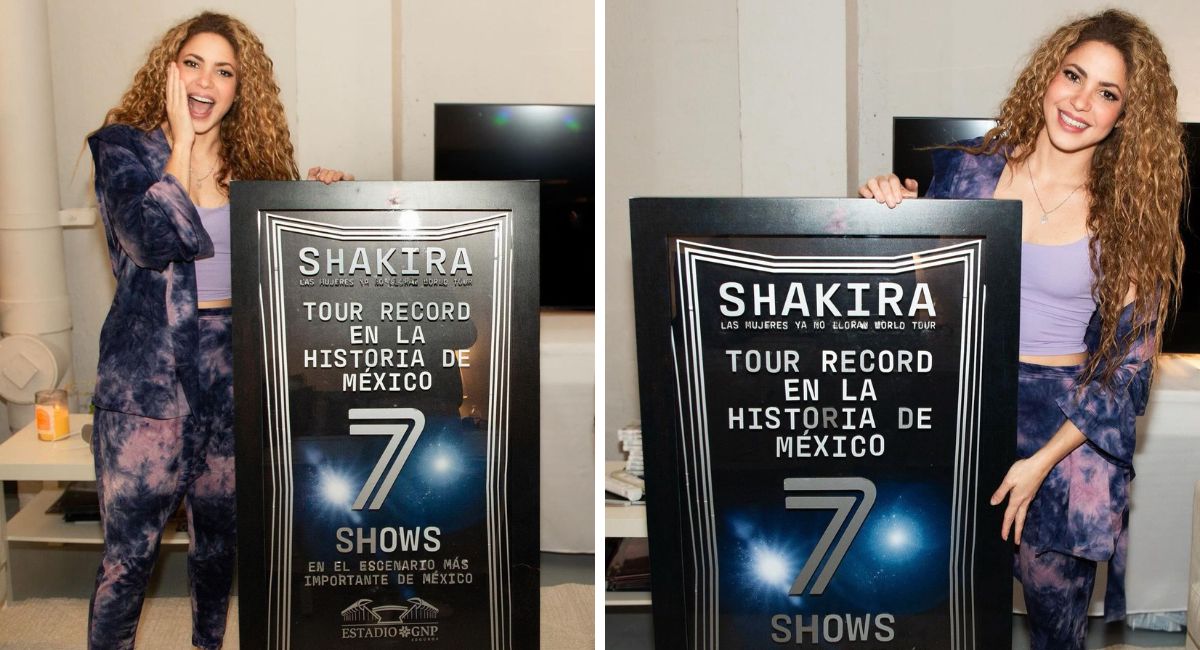 SHAKIRA
LAS MUJERES YA NO LLORAN WORLD TOUR
TOUR RECORD
EN LA
HISTORIA DE
MÉXICO
7
SHOWS
EN EL ESCENARIO MÁS
IMPORTANTE DE MÉXICO
ESTADIO GNP
SEGUROS
SHAKIRA
LAS MUJERES YA NO LLORAN WORLD TOUR
TOUR RECORD
EN LA
HISTORIA DE
MÉXICO
7
SHOWS